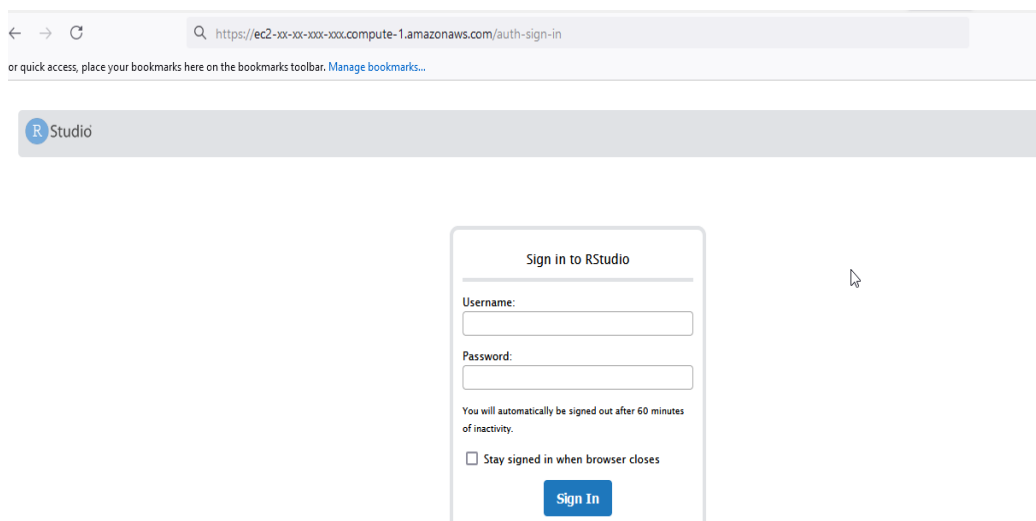 https://ec2-xx-xx-xxx-xxx.compute-1.amazonaws.com/auth-sign-in
or quick access, place your bookmarks here on the bookmarks toolbar. Manage bookmarks...
R Studio
Sign in to RStudio
Username:
Password:
You will automatically be signed out after 60 minutes
of inactivity.
Stay signed in when browser closes
Sign In